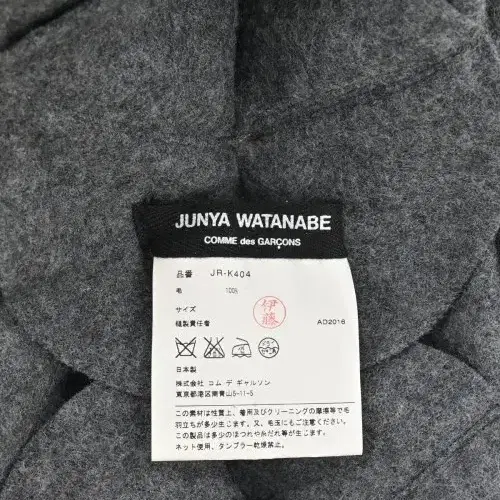 JUNYA WATANABE
COMME des GARÇONS
品番 JR-K404
毛 100%
サイズ
縫製責任者 伊藤 AD2016
日本製
株式会社 コム デ ギャルソン
東京都港区南青山5-11-5
この素材は性質上、着用及びクリーニングの摩擦等で毛
羽立ちが多少生じます。又、毛玉にもご注意下さい。
この製品は多少のほつれや糸だれ等が生じます。
ネット使用、タンブラー乾燥禁止。